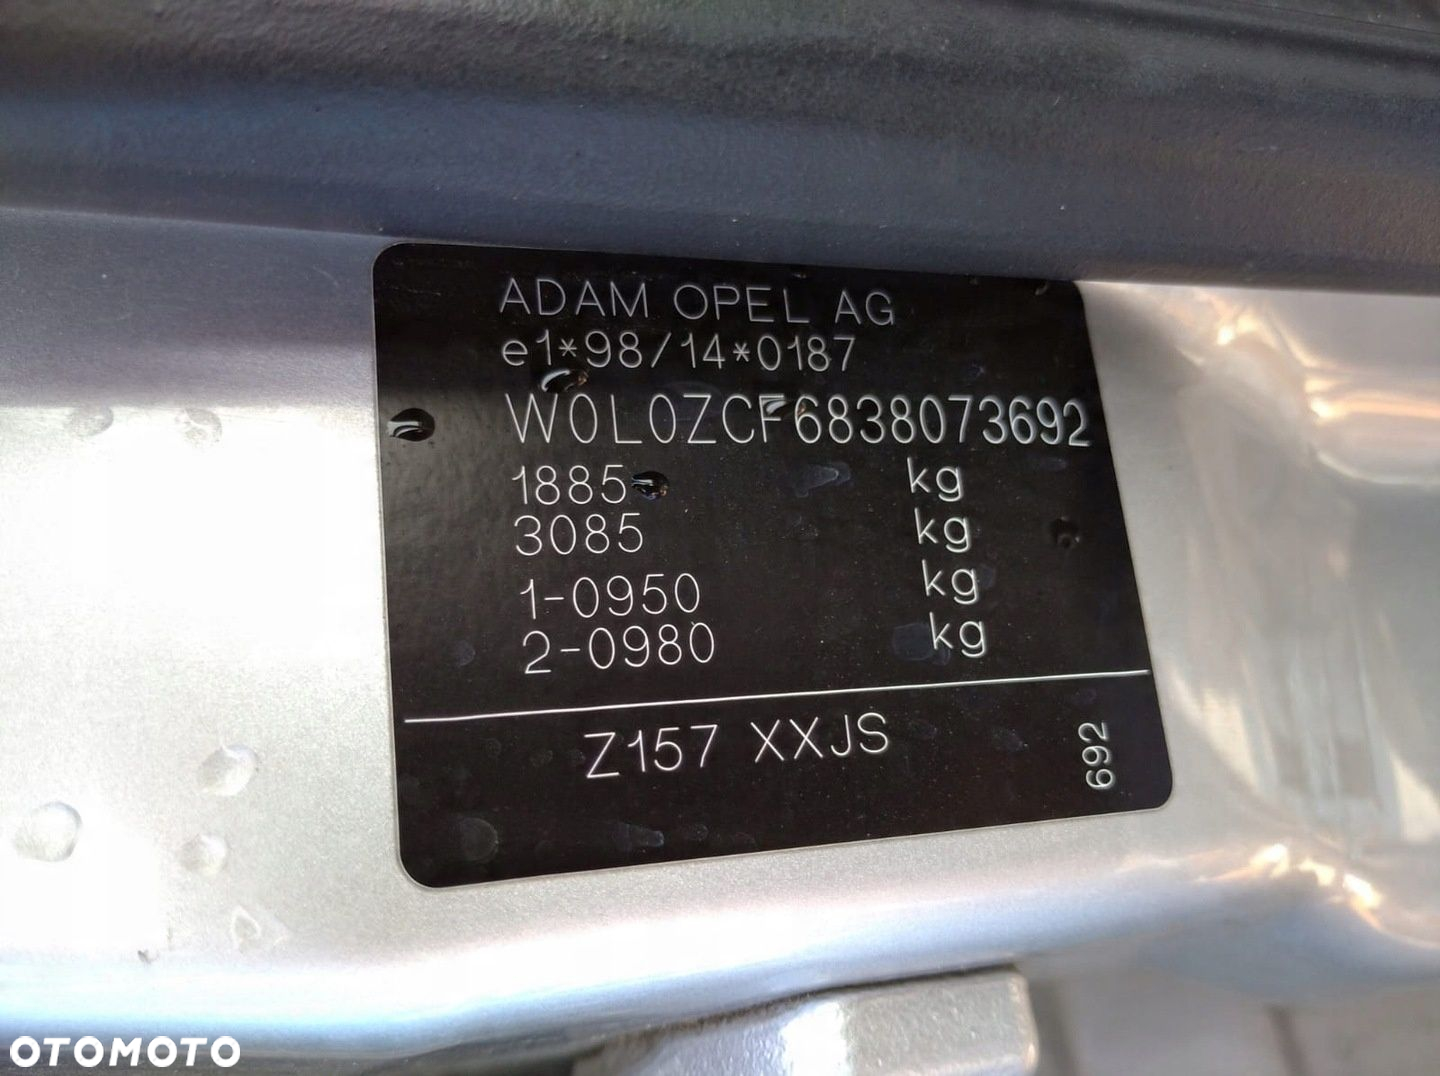 ADAM OPEL AG
e1*98/14*0187
W0L0ZCF6838073692
1885 kg
3085 kg
1-0950 kg
2-0980 kg
Z157 XXJS
692
OTOMOTO